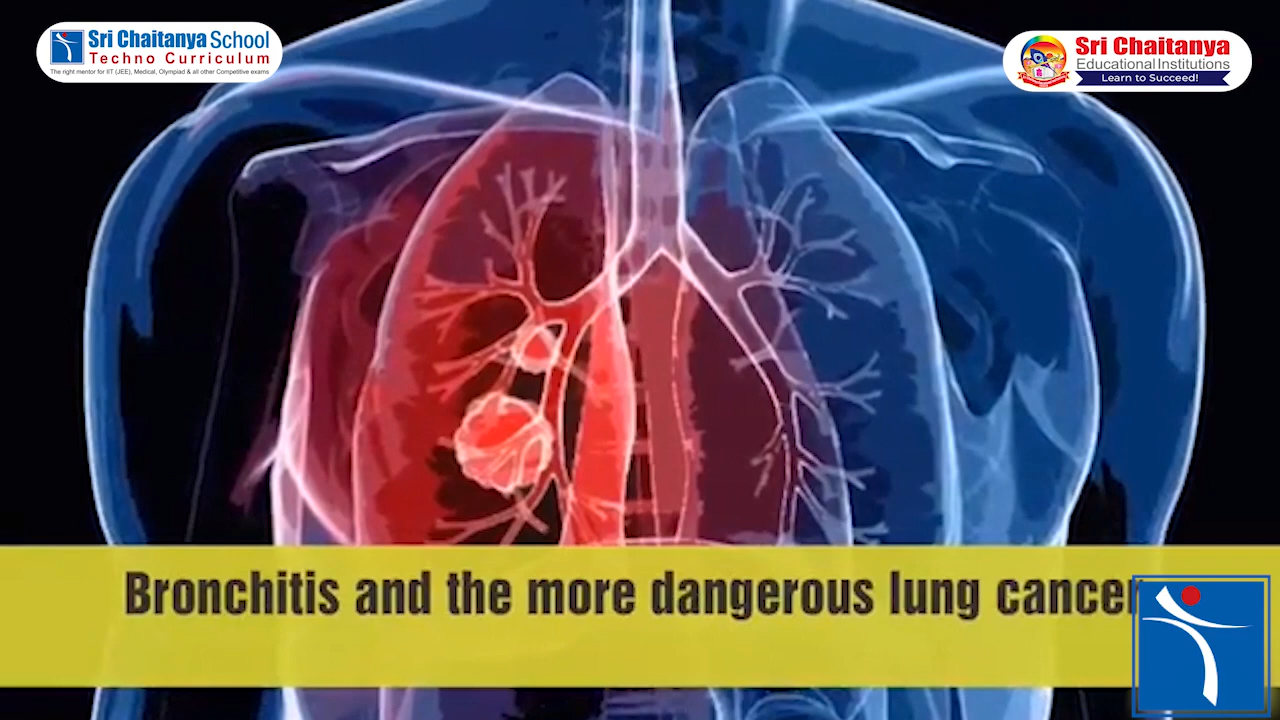 Sri Chaitanya School
Techno Curriculum
The right mentor for IIT (JEE), Medical, Olympiad & all other Competitive exams
Sri Chaitanya
Educational Institutions
Learn to Succeed!
Bronchitis and the more dangerous lung cancer